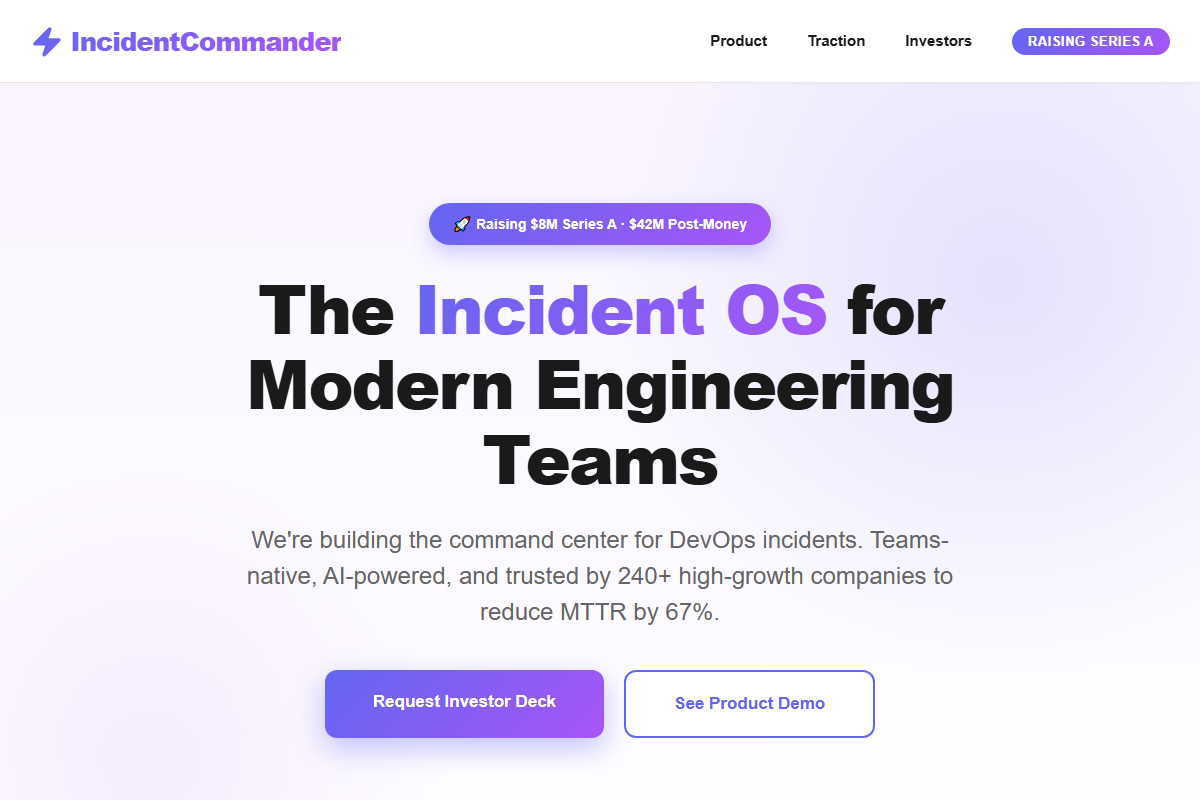 IncidentCommander
Product
Traction
Investors
RAISING SERIES A
🚀 Raising $8M Series A · $42M Post-Money
The Incident OS for
Modern Engineering
Teams
We're building the command center for DevOps incidents. Teams-
native, AI-powered, and trusted by 240+ high-growth companies to
reduce MTTR by 67%.
Request Investor Deck
See Product Demo